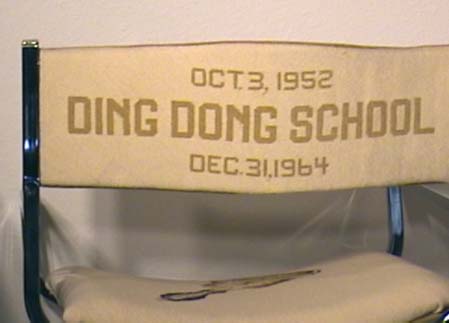 OCT. 3, 1952
DING DONG SCHOOL
DEC. 31, 1964